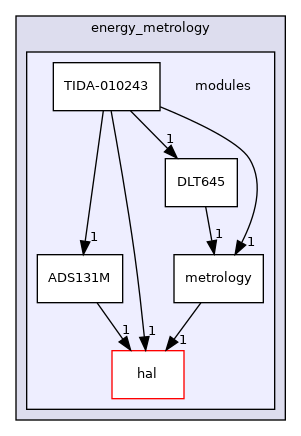 energy_metrology
TIDA-010243
modules
1
DLT645
1
1
1
ADS131M
metrology
1
1
1
hal